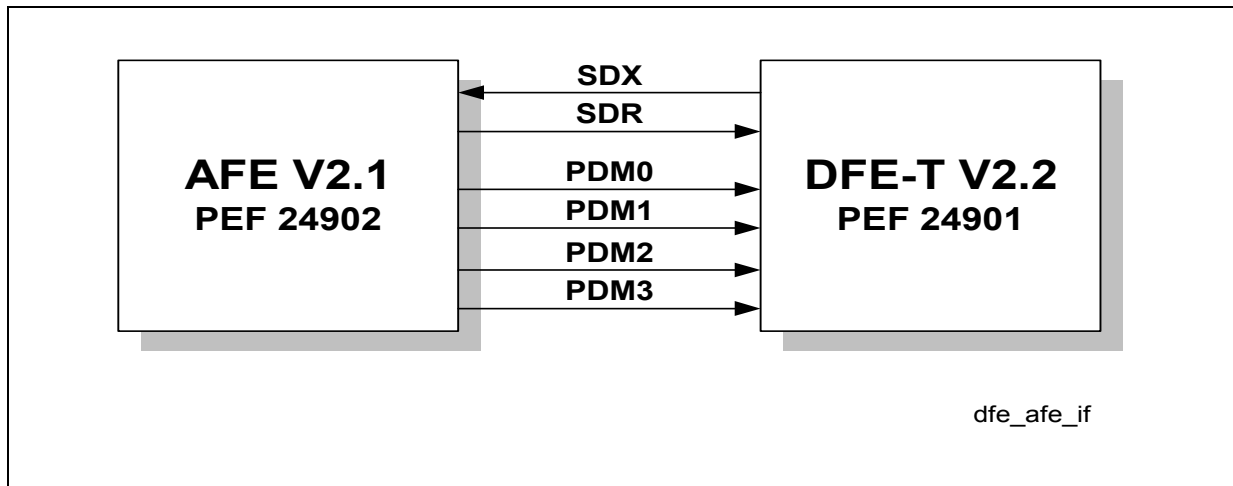 SDX
SDR
AFE V2.1
PEF 24902
PDM0
PDM1
PDM2
PDM3
DFE-T V2.2
PEF 24901
dfe_afe_if